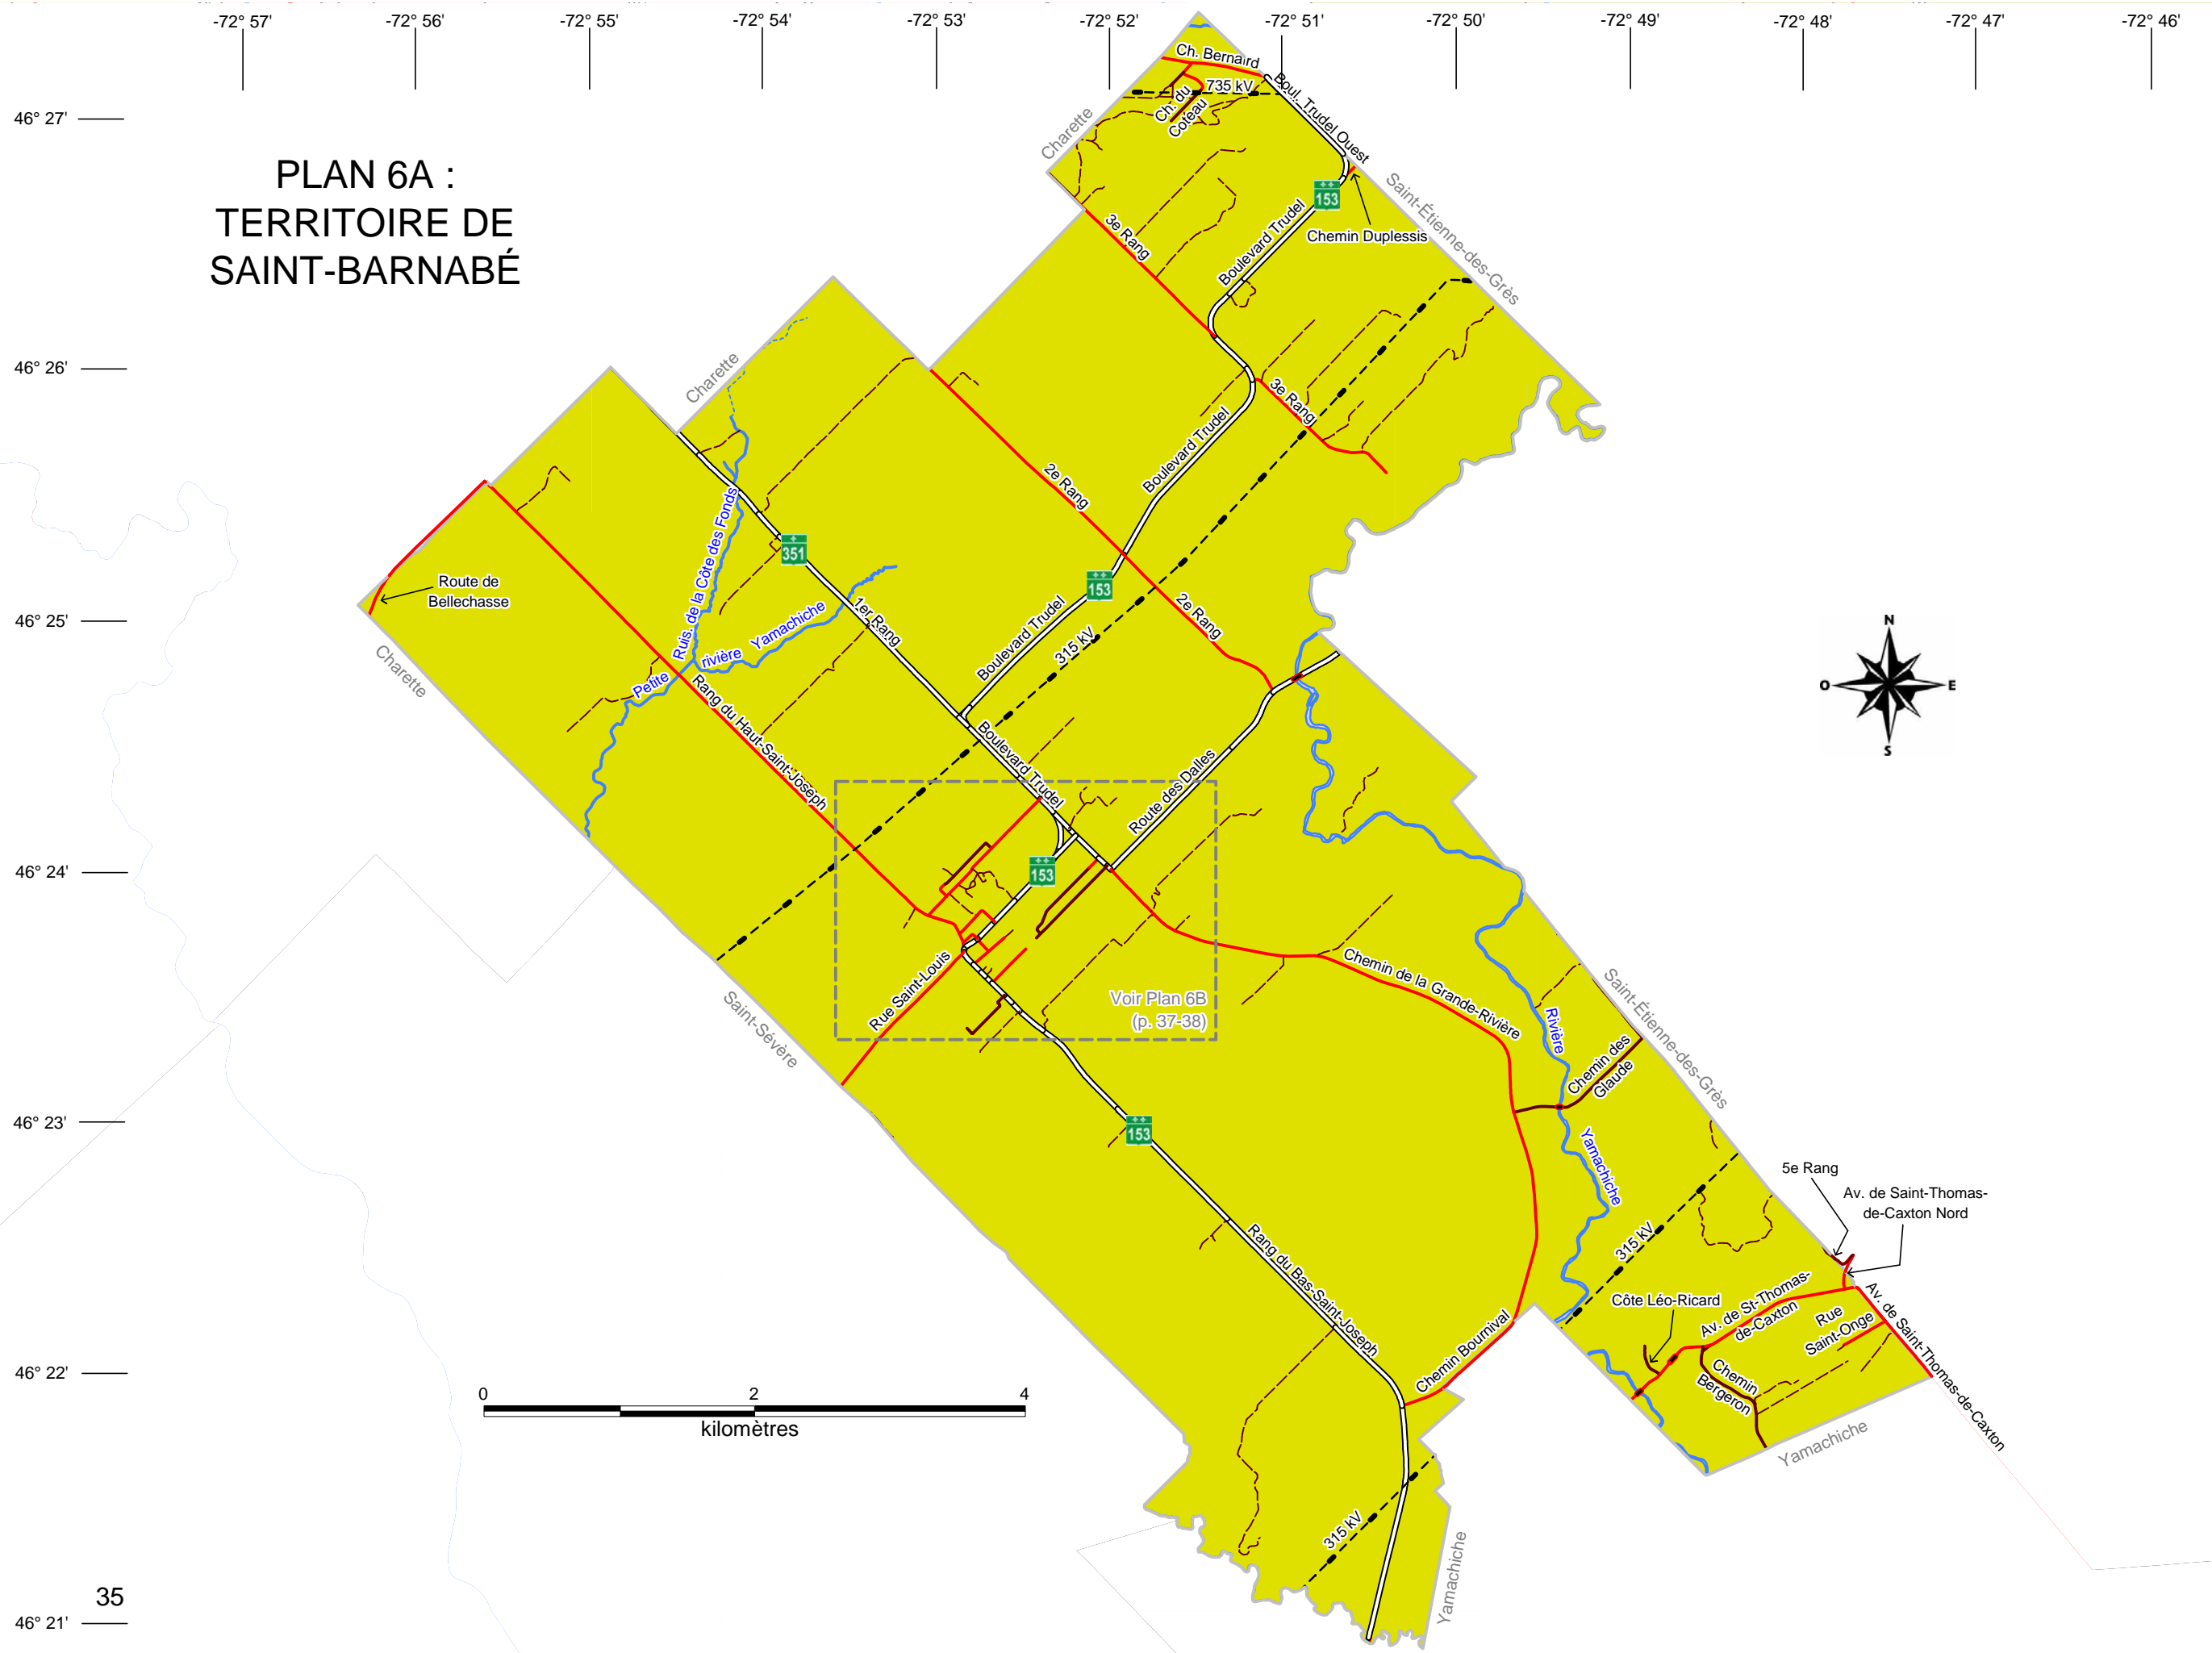 -72° 57'
-72° 56'
-72° 55'
-72° 54'
-72° 53'
-72° 52'
-72° 51'
-72° 50'
-72° 49'
-72° 48'
-72° 47'
-72° 46'
46° 27'
46° 26'
46° 25'
46° 24'
46° 23'
46° 22'
46° 21'
PLAN 6A :
TERRITOIRE DE
SAINT-BARNABÉ
Ch. Bernard
735 kV
Ch. du
Coteau
Boul. Trudel Ouest
Charette
153
Chemin Duplessis
Saint-Étienne-des-Grès
3e Rang
Boulevard Trudel
Charette
3e Rang
Boulevard Trudel
2e Rang
351
153
Ruis. de la Côte des Fonds
Route de
Bellechasse
1er Rang
Boulevard Trudel
2e Rang
315 kV
Petite
rivière
Yamachiche
Charette
Rang du Haut-Saint-Joseph
Boulevard Trudel
Route des Dalles
N
O
E
S
153
Rue Saint-Louis
Voir Plan 6B
(p. 37-38)
Saint-Sévère
Chemin de la Grande-Rivière
Rivière
Saint-Étienne-des-Grès
Chemin des
Glaude
153
Yamachiche
5e Rang
Av. de Saint-Thomas-
de-Caxton Nord
315 kV
Rang du Bas-Saint-Joseph
Côte Léo-Ricard
Av. de St-Thomas-
de-Caxton
Rue
Saint-Onge
Av. de Saint-Thomas-de-Caxton
Chemin Bournival
Chemin
Bergeron
Yamachiche
0
2
4
kilomètres
315 kV
Yamachiche
35